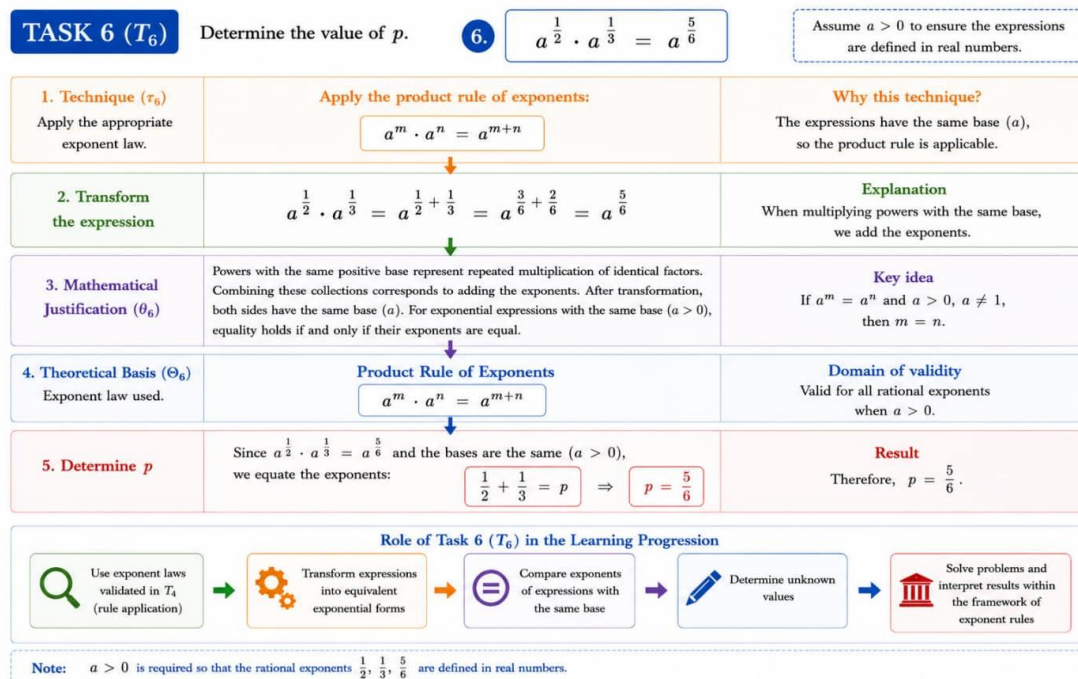 TASK 6 (T₆) Determine the value of p. 6. a^{1/2} · a^{1/3} = a^{5/6}
Assume a > 0 to ensure the expressions
are defined in real numbers.
1. Technique (τ₆)
Apply the appropriate
exponent law.
Apply the product rule of exponents:
a^m · a^n = a^{m+n}
Why this technique?
The expressions have the same base (a),
so the product rule is applicable.
2. Transform
the expression
a^{1/2} · a^{1/3} = a^{1/2 + 1/3} = a^{3/6 + 2/6} = a^{5/6}
Explanation
When multiplying powers with the same base,
we add the exponents.
3. Mathematical
Justification (θ₆)
Powers with the same positive base represent repeated multiplication of identical factors.
Combining these collections corresponds to adding the exponents. After transformation,
both sides have the same base (a). For exponential expressions with the same base (a > 0),
equality holds if and only if their exponents are equal.
Key idea
If a^m = a^n and a > 0, a ≠ 1,
then m = n.
4. Theoretical Basis (Θ₆)
Exponent law used.
Product Rule of Exponents
a^m · a^n = a^{m+n}
Domain of validity
Valid for all rational exponents
when a > 0.
5. Determine p
Since a^{1/2} · a^{1/3} = a^{5/6} and the bases are the same (a > 0),
we equate the exponents: 1/2 + 1/3 = p ⇒ p = 5/6
Result
Therefore, p = 5/6.
Role of Task 6 (T₆) in the Learning Progression
Use exponent laws
validated in T₄
(rule application)
Transform expressions
into equivalent
exponential forms
Compare exponents
of expressions with
the same base
Determine unknown
values
Solve problems and
interpret results within
the framework of
exponent rules
Note: a > 0 is required so that the rational exponents 1/2, 1/3, 5/6 are defined in real numbers.